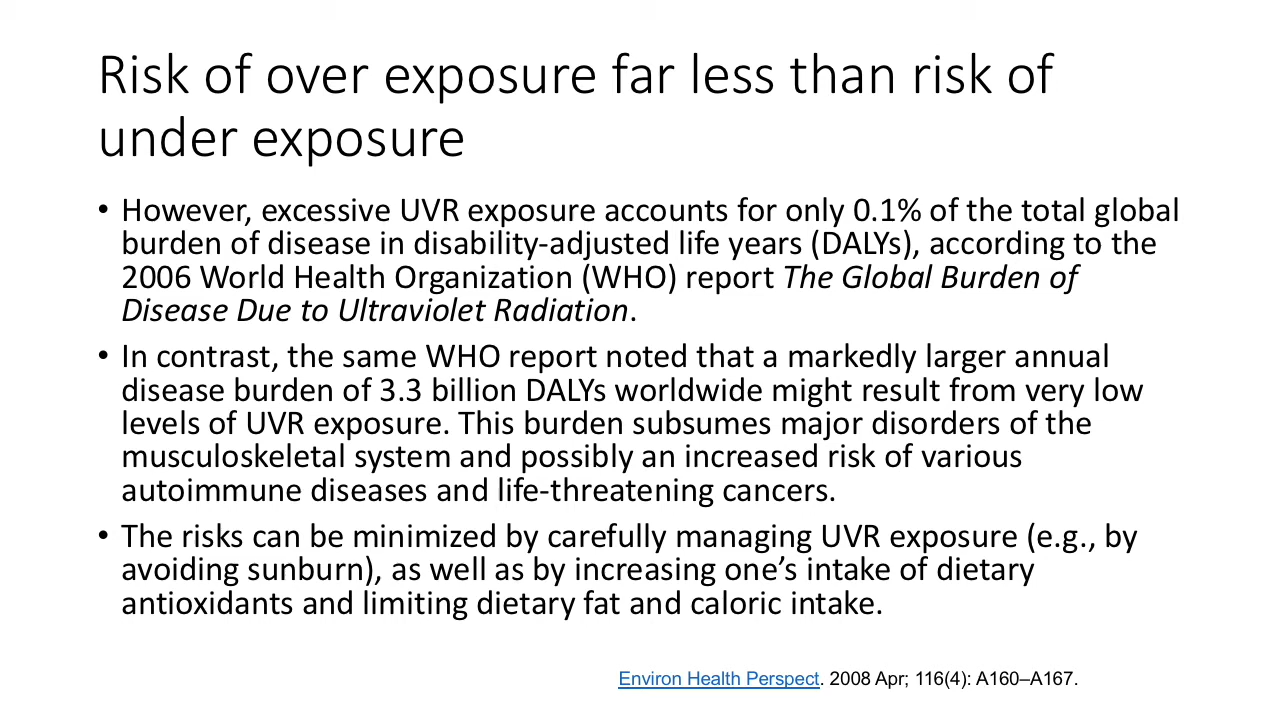 Risk of over exposure far less than risk of
under exposure
• However, excessive UVR exposure accounts for only 0.1% of the total global
burden of disease in disability-adjusted life years (DALYs), according to the
2006 World Health Organization (WHO) report The Global Burden of
Disease Due to Ultraviolet Radiation.
• In contrast, the same WHO report noted that a markedly larger annual
disease burden of 3.3 billion DALYs worldwide might result from very low
levels of UVR exposure. This burden subsumes major disorders of the
musculoskeletal system and possibly an increased risk of various
autoimmune diseases and life-threatening cancers.
• The risks can be minimized by carefully managing UVR exposure (e.g., by
avoiding sunburn), as well as by increasing one’s intake of dietary
antioxidants and limiting dietary fat and caloric intake.
Environ Health Perspect. 2008 Apr; 116(4): A160–A167.